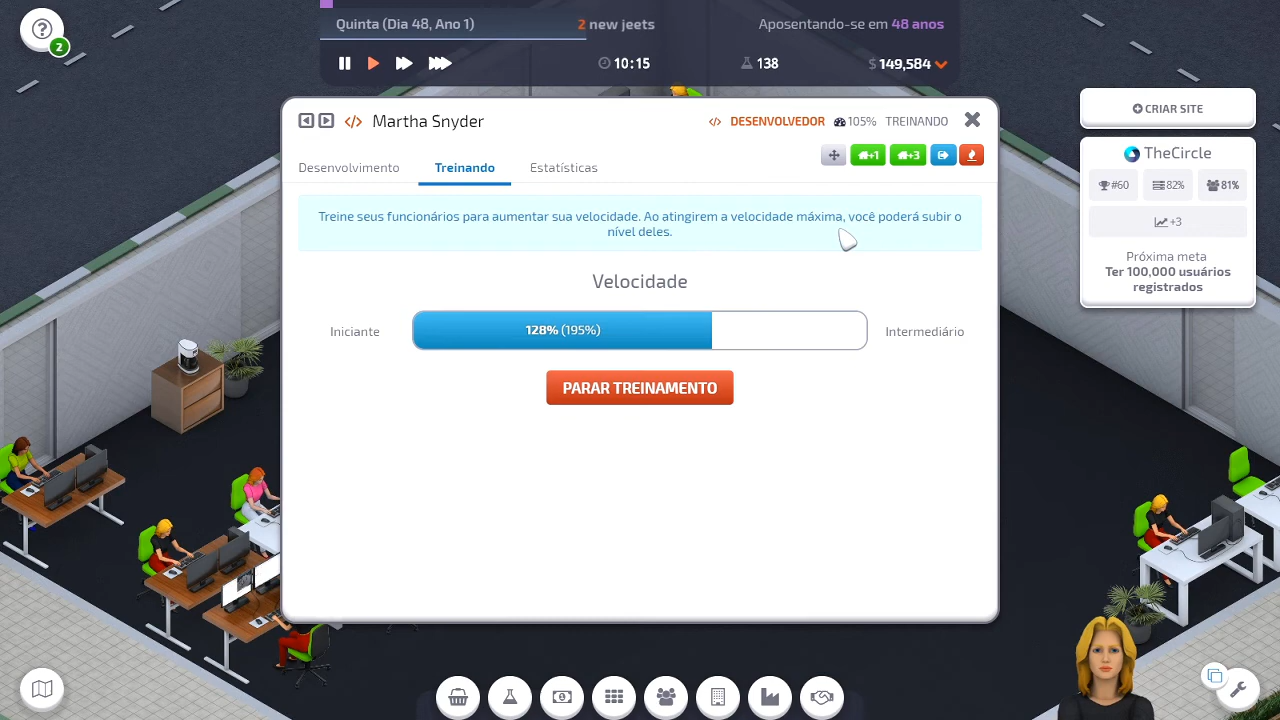 Quinta (Dia 48, Ano 1)
2 new jeets
Aposentando-se em 48 anos
10:15
138
$ 149,584
2
Martha Snyder
DESENVOLVEDOR
105%
TREINANDO
+1
+3
Desenvolvimento
Treinando
Estatísticas
Treine seus funcionários para aumentar sua velocidade. Ao atingirem a velocidade máxima, você poderá subir o
nível deles.
Velocidade
Iniciante
128% (195%)
Intermediário
PARAR TREINAMENTO
CRIAR SITE
TheCircle
#60
82%
81%
+3
Próxima meta
Ter 100,000 usuários
registrados